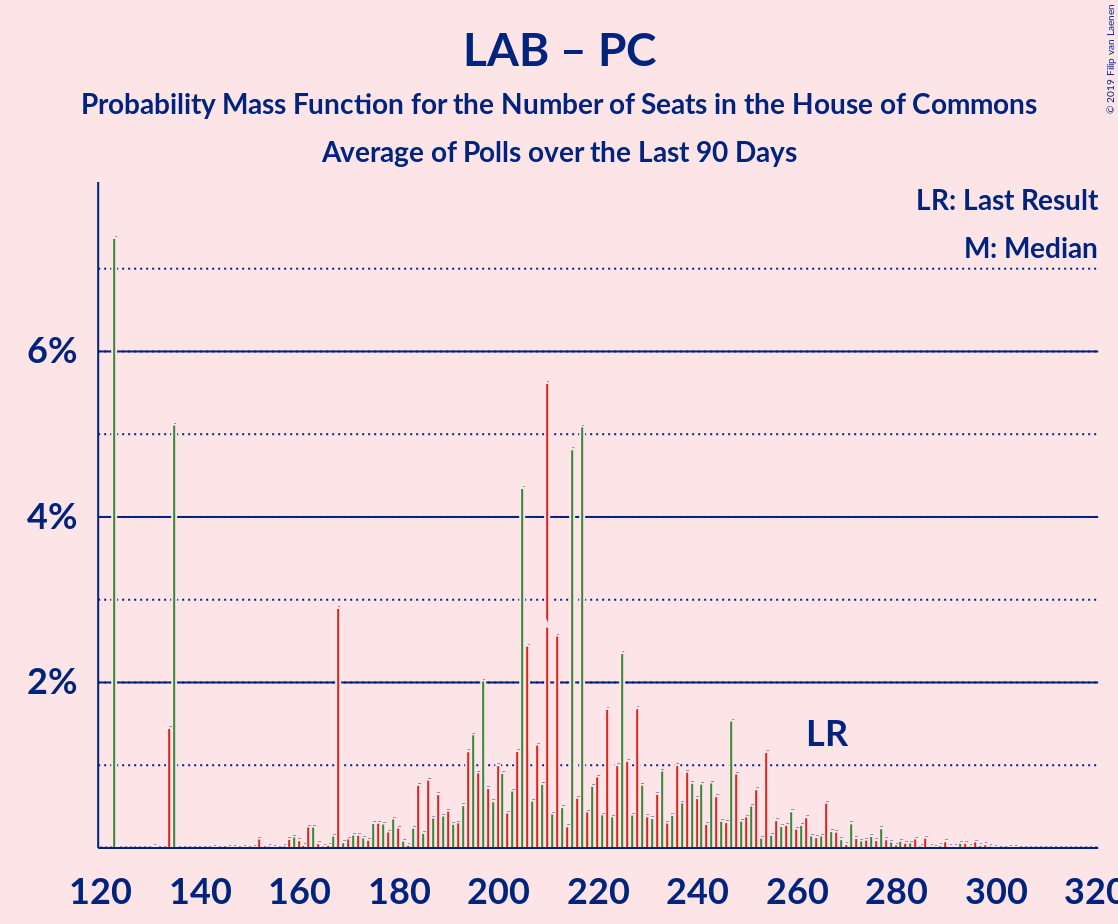 LAB – PC
Probability Mass Function for the Number of Seats in the House of Commons
Average of Polls over the Last 90 Days
© 2019 Filip van Laenen
LR: Last Result
M: Median
6%
4%
2%
LR
120 140 160 180 200 220 240 260 280 300 320